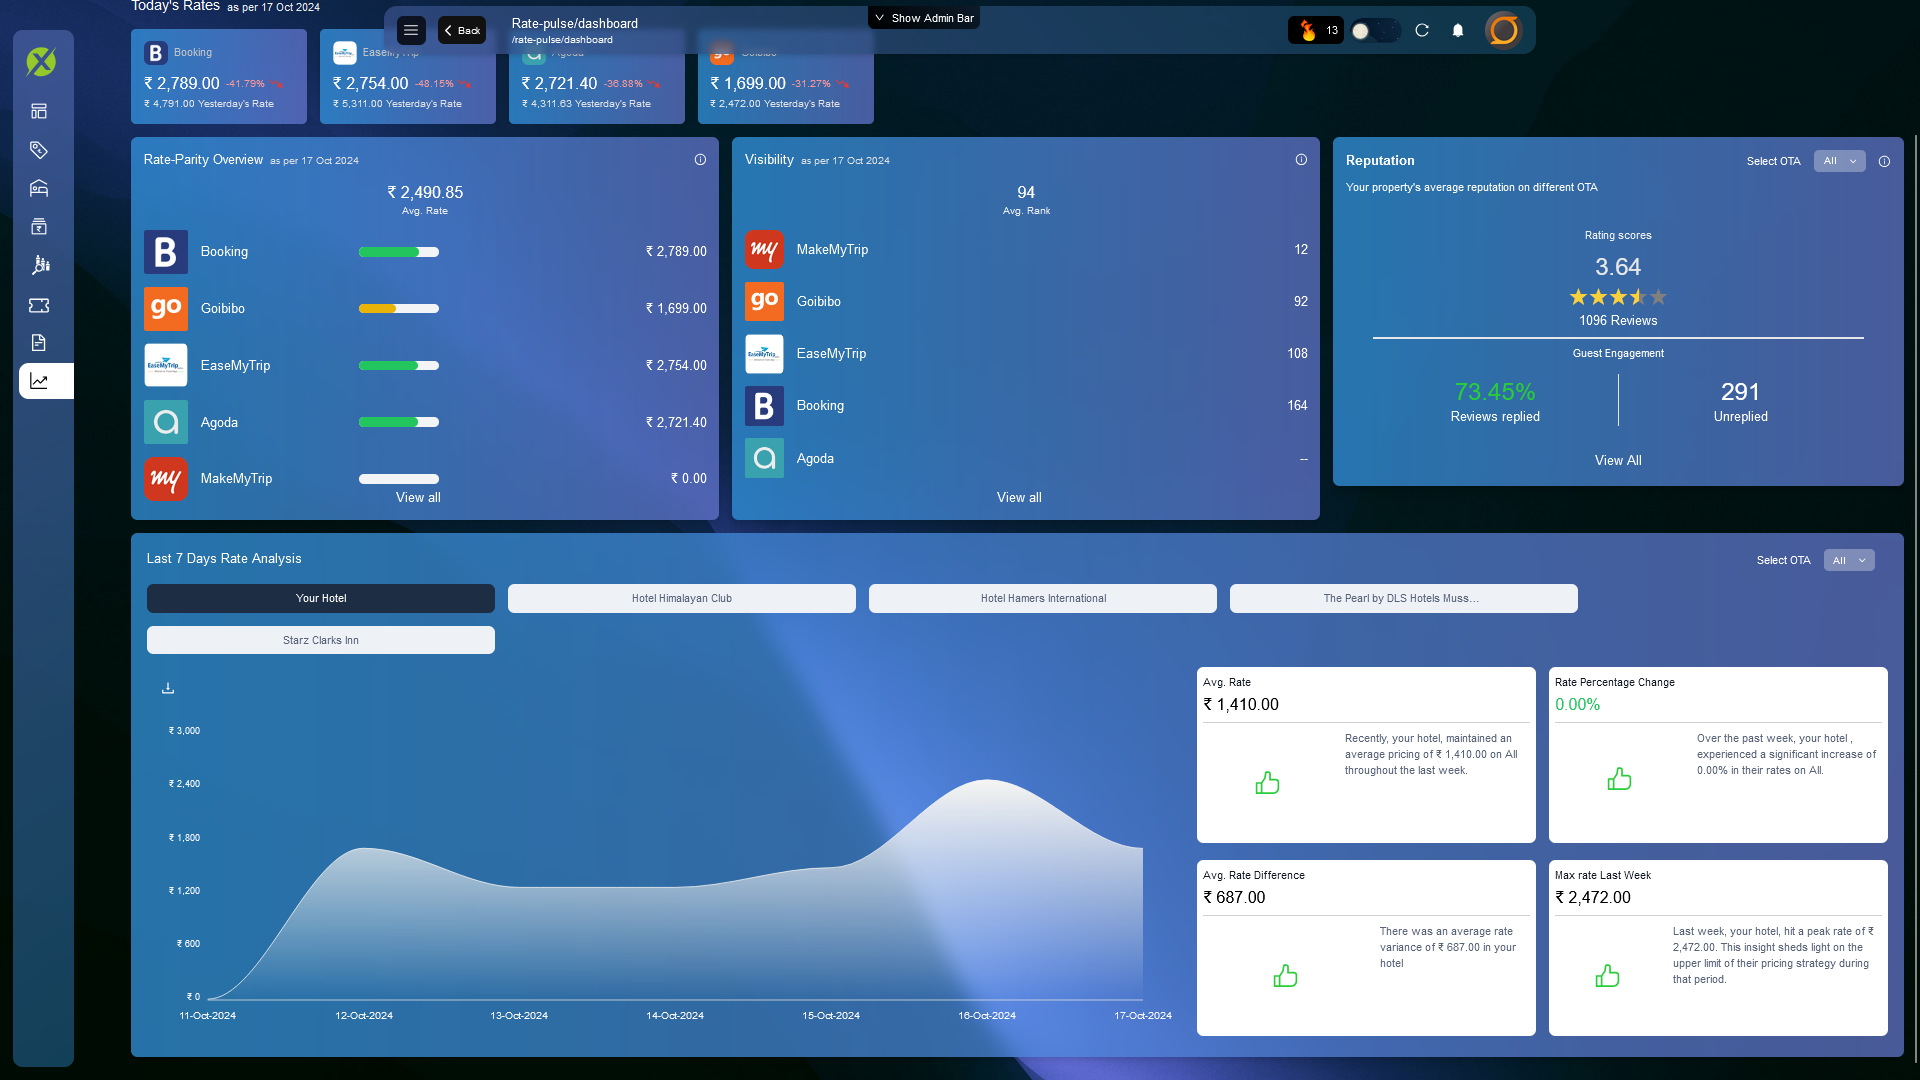 Today's Rates as per 17 Oct 2024
Back
Rate-pulse/dashboard
/rate-pulse/dashboard
Show Admin Bar
13
Booking
₹ 2,789.00 -41.79%
₹ 4,791.00 Yesterday's Rate
EaseMyTrip
₹ 2,754.00 -48.15%
₹ 5,311.00 Yesterday's Rate
Agoda
₹ 2,721.40 -36.88%
₹ 4,311.63 Yesterday's Rate
Goibibo
₹ 1,699.00 -31.27%
₹ 2,472.00 Yesterday's Rate
Rate-Parity Overview as per 17 Oct 2024
₹ 2,490.85
Avg. Rate
B Booking ₹ 2,789.00
go Goibibo ₹ 1,699.00
EaseMyTrip EaseMyTrip ₹ 2,754.00
a Agoda ₹ 2,721.40
my MakeMyTrip ₹ 0.00
View all
Visibility as per 17 Oct 2024
94
Avg. Rank
my MakeMyTrip 12
go Goibibo 92
EaseMyTrip EaseMyTrip 108
B Booking 164
a Agoda --
View all
Reputation
Select OTA All
Your property's average reputation on different OTA
Rating scores
3.64
1096 Reviews
Guest Engagement
73.45%
Reviews replied
291
Unreplied
View All
Last 7 Days Rate Analysis
Select OTA All
Your Hotel
Hotel Himalayan Club
Hotel Hamers International
The Pearl by DLS Hotels Muss...
Starz Clarks Inn
₹ 3,000
₹ 2,400
₹ 1,800
₹ 1,200
₹ 600
₹ 0
11-Oct-2024 12-Oct-2024 13-Oct-2024 14-Oct-2024 15-Oct-2024 16-Oct-2024 17-Oct-2024
Avg. Rate
₹ 1,410.00
Recently, your hotel, maintained an
average pricing of ₹ 1,410.00 on All
throughout the last week.
Rate Percentage Change
0.00%
Over the past week, your hotel ,
experienced a significant increase of
0.00% in their rates on All.
Avg. Rate Difference
₹ 687.00
There was an average rate
variance of ₹ 687.00 in your
hotel
Max rate Last Week
₹ 2,472.00
Last week, your hotel, hit a peak rate of ₹
2,472.00. This insight sheds light on the
upper limit of their pricing strategy during
that period.